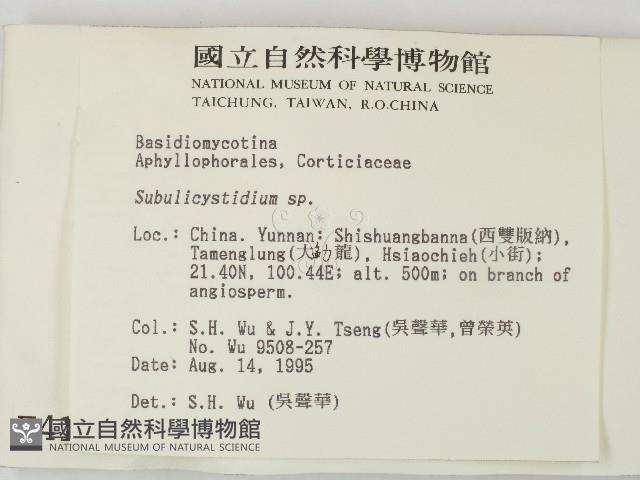 國立自然科學博物館
NATIONAL MUSEUM OF NATURAL SCIENCE
TAICHUNG, TAIWAN, R.O.CHINA
Basidiomycotina
Aphyllophorales, Corticiaceae
Subulicystidium sp.
Loc.: China. Yunnan: Shishuangbanna(西雙版納),
Tamenglung(大勐龍), Hsiaochieh(小街);
21.40N, 100.44E; alt. 500m; on branch of
angiosperm.
Col.: S.H. Wu & J.Y. Tseng(吳聲華,曾榮英)
No. Wu 9508-257
Date: Aug. 14, 1995
Det.: S.H. Wu (吳聲華)
國立自然科學博物館
NATIONAL MUSEUM OF NATURAL SCIENCE